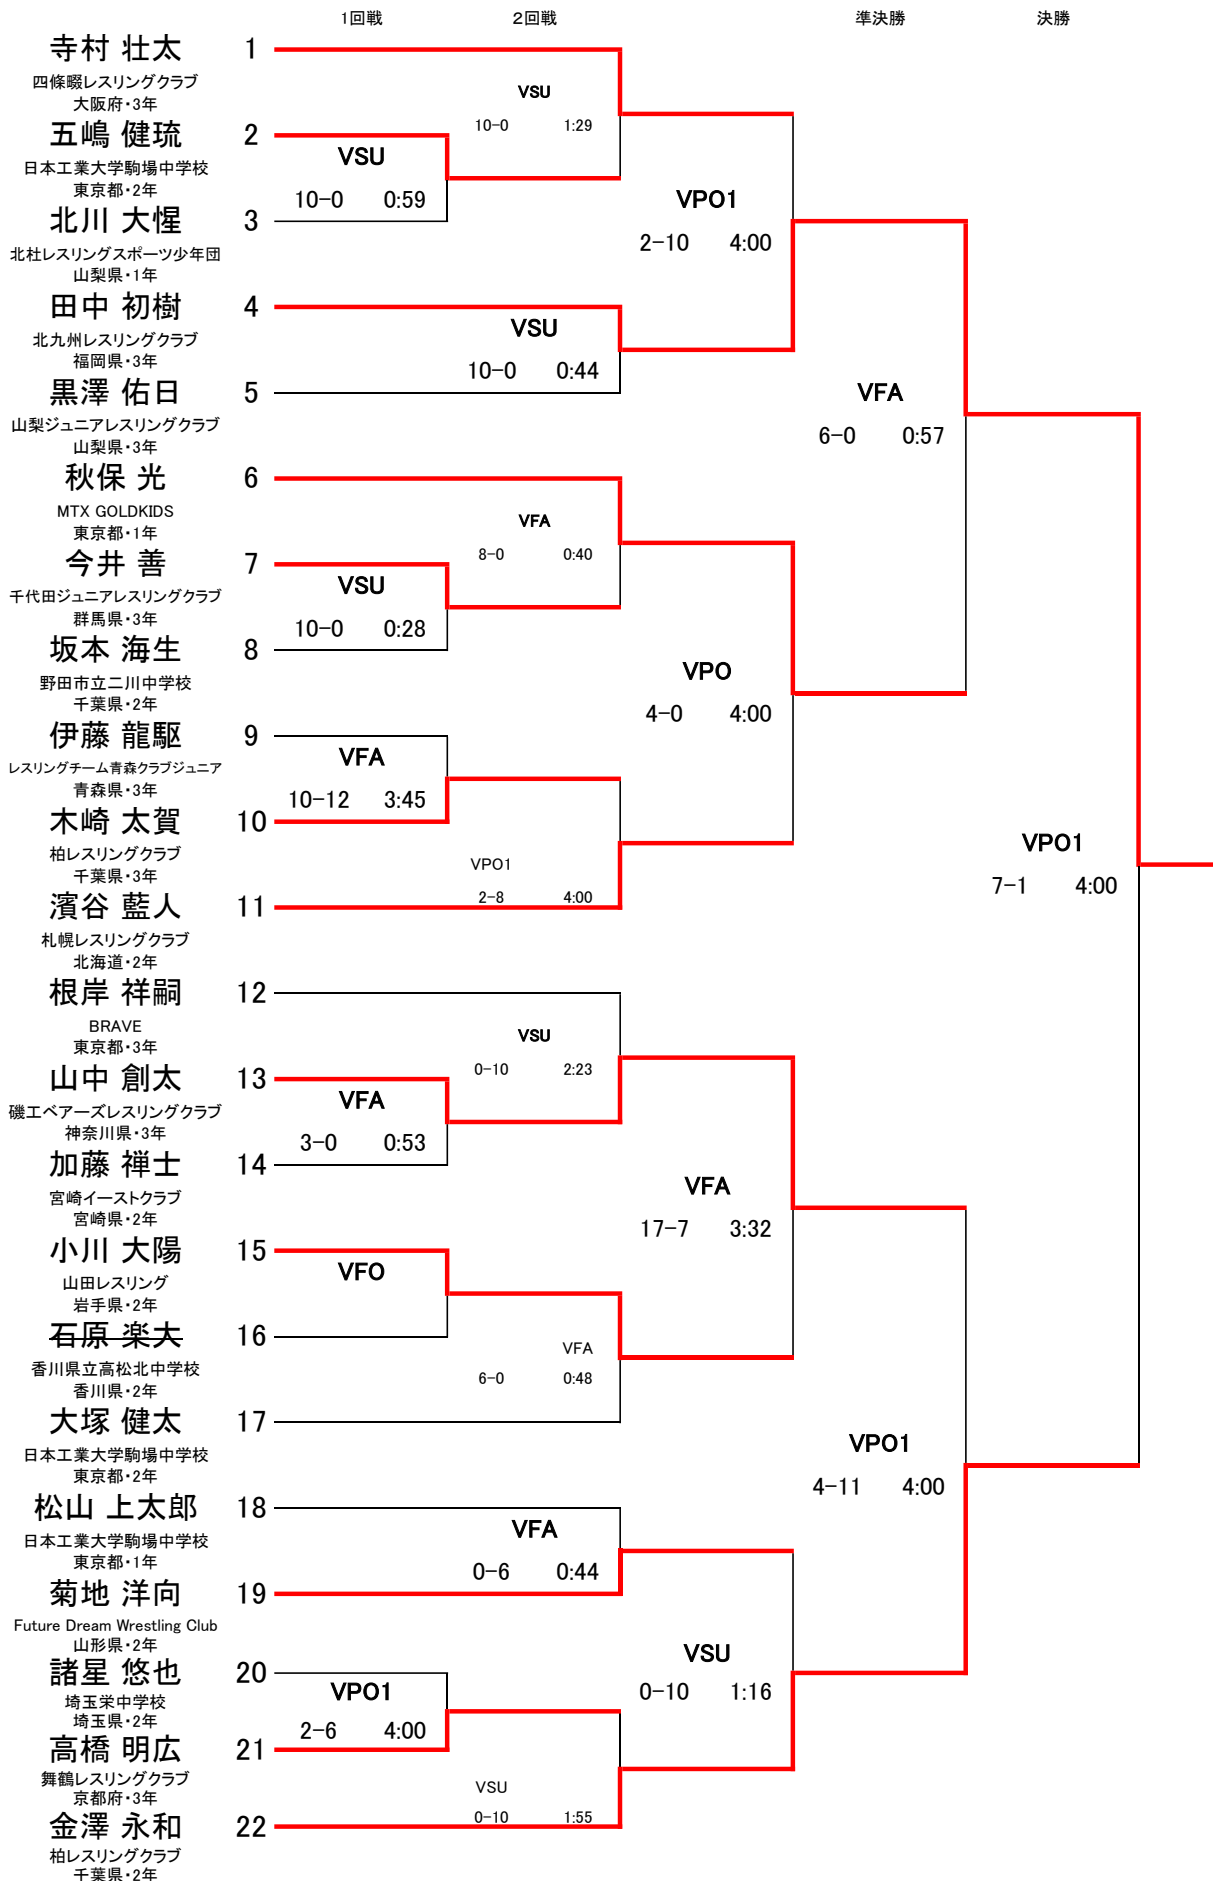 1回戦 2回戦 準決勝 決勝
寺村 壮太 1
四條畷レスリングクラブ
大阪府・3年
VSU
10-0 1:29
五嶋 健琉 2
日本工業大学駒場中学校
東京都・2年
VSU
10-0 0:59
北川 大惺 3
北杜レスリングスポーツ少年団
山梨県・1年
VPO1
2-10 4:00
田中 初樹 4
北九州レスリングクラブ
福岡県・3年
VSU
10-0 0:44
黒澤 佑日 5
山梨ジュニアレスリングクラブ
山梨県・3年
VFA
6-0 0:57
秋保 光 6
MTX GOLDKIDS
東京都・1年
VFA
8-0 0:40
今井 善 7
千代田ジュニアレスリングクラブ
群馬県・3年
VSU
10-0 0:28
坂本 海生 8
野田市立二川中学校
千葉県・2年
VPO
4-0 4:00
伊藤 龍駆 9
レスリングチーム青森クラブジュニア
青森県・3年
VFA
10-12 3:45
木崎 太賀 10
柏レスリングクラブ
千葉県・3年
VPO1
2-8 4:00
VPO1
7-1 4:00
濱谷 藍人 11
札幌レスリングクラブ
北海道・2年
根岸 祥嗣 12
BRAVE
東京都・3年
VSU
0-10 2:23
山中 創太 13
磯工ベアーズレスリングクラブ
神奈川県・3年
VFA
3-0 0:53
加藤 禅士 14
宮崎イーストクラブ
宮崎県・2年
VFA
17-7 3:32
小川 大陽 15
山田レスリング
岩手県・2年
VFO
石原 楽大 16
香川県立高松北中学校
香川県・2年
VFA
6-0 0:48
大塚 健太 17
日本工業大学駒場中学校
東京都・2年
VPO1
4-11 4:00
松山 上太郎 18
日本工業大学駒場中学校
東京都・1年
VFA
0-6 0:44
菊地 洋向 19
Future Dream Wrestling Club
山形県・2年
VSU
0-10 1:16
諸星 悠也 20
埼玉栄中学校
埼玉県・2年
VPO1
2-6 4:00
高橋 明広 21
舞鶴レスリングクラブ
京都府・3年
VSU
0-10 1:55
金澤 永和 22
柏レスリングクラブ
千葉県・2年